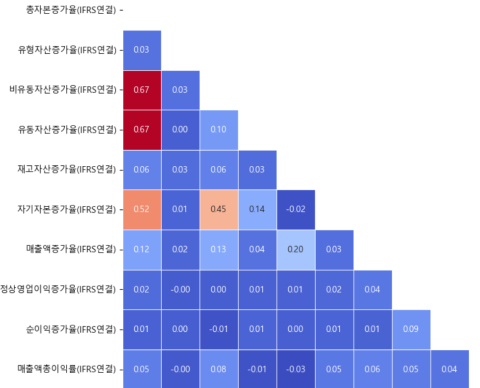 총자본증가율(IFRS연결)
유형자산증가율(IFRS연결) 0.03
비유동자산증가율(IFRS연결) 0.67 0.03
유동자산증가율(IFRS연결) 0.67 0.00 0.10
재고자산증가율(IFRS연결) 0.06 0.03 0.06 0.03
자기자본증가율(IFRS연결) 0.52 0.01 0.45 0.14 -0.02
매출액증가율(IFRS연결) 0.12 0.02 0.13 0.04 0.20 0.03
정상영업이익증가율(IFRS연결) 0.02 -0.00 0.00 0.01 0.01 0.02 0.04
순이익증가율(IFRS연결) 0.01 0.00 -0.01 0.01 0.00 0.01 0.01 0.09
매출액총이익률(IFRS연결) 0.05 -0.00 0.08 -0.01 -0.03 0.05 0.06 0.05 0.04